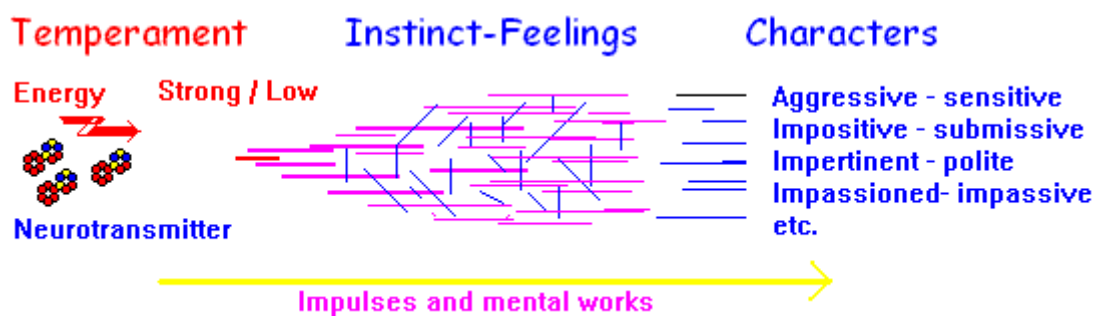 Temperament Instinct-Feelings Characters
Energy Strong / Low
Aggressive - sensitive
Impositive - submissive
Impertinent - polite
Impassioned- impassive
etc.
Neurotransmitter
Impulses and mental works